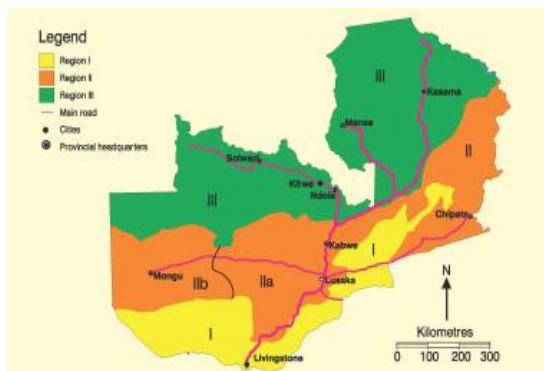 Legend
Region I
Region II
Region III
Main road
Cities
Provincial headquarters
III
Kasama
Mansa
Solwezi
Kitwe
Ndola
II
III
Chipata
Kabwe
I
Mongu
IIb
IIa
Lusaka
N
I
Livingstone
Kilometres
0 100 200 300